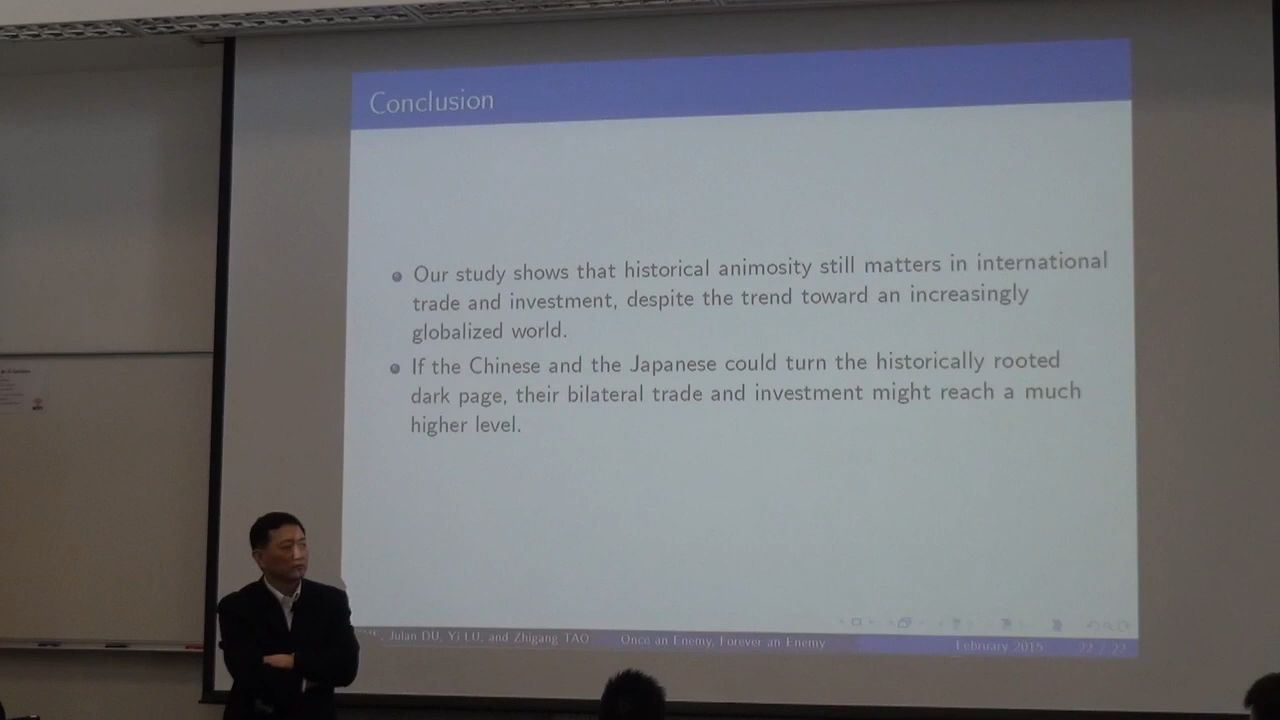 Conclusion
Our study shows that historical animosity still matters in international
trade and investment, despite the trend toward an increasingly
globalized world.
If the Chinese and the Japanese could turn the historically rooted
dark page, their bilateral trade and investment might reach a much
higher level.
, Julan DU, Yi LU, and Zhigang TAO Once an Enemy, Forever an Enemy February 2015 22 / 22